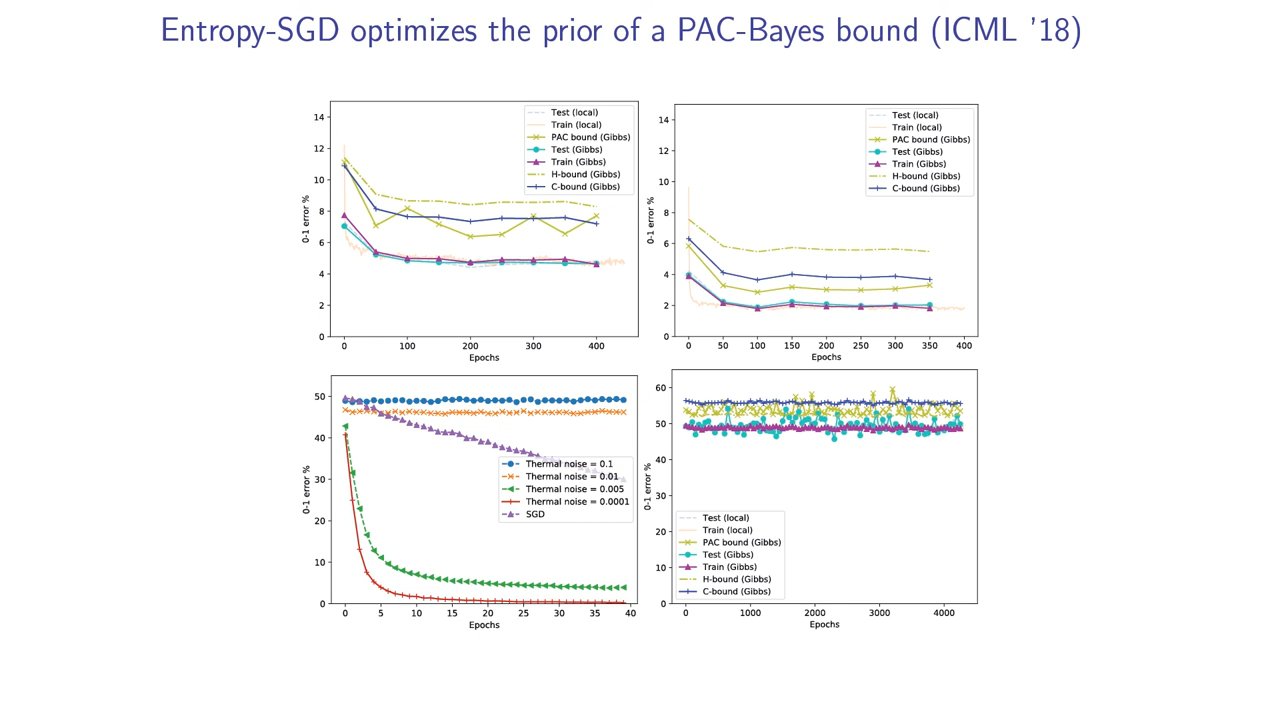 Entropy-SGD optimizes the prior of a PAC-Bayes bound (ICML '18)
14
12
10
8
6
4
2
0
0-1 error %
0
100
200
300
400
Epochs
Test (local)
Train (local)
PAC bound (Gibbs)
Test (Gibbs)
Train (Gibbs)
H-bound (Gibbs)
C-bound (Gibbs)
14
12
10
8
6
4
2
0
0-1 error %
0
50
100
150
200
250
300
350
400
Epochs
Test (local)
Train (local)
PAC bound (Gibbs)
Test (Gibbs)
Train (Gibbs)
H-bound (Gibbs)
C-bound (Gibbs)
50
40
30
20
10
0
0-1 error %
0
5
10
15
20
25
30
35
40
Epochs
Thermal noise = 0.1
Thermal noise = 0.01
Thermal noise = 0.005
Thermal noise = 0.0001
SGD
60
50
40
30
20
10
0
0-1 error %
0
1000
2000
3000
4000
Epochs
Test (local)
Train (local)
PAC bound (Gibbs)
Test (Gibbs)
Train (Gibbs)
H-bound (Gibbs)
C-bound (Gibbs)